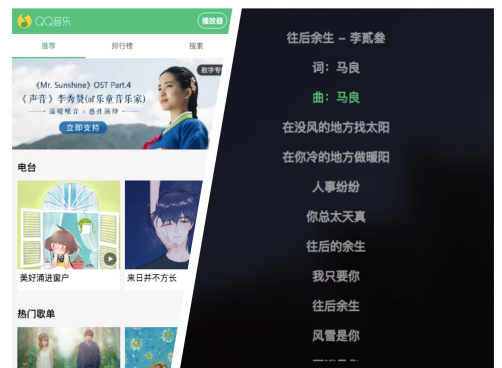 QQ音乐
播放器
推荐
排行榜
搜素
数字专
《Mr. Sunshine》OST Part.4
《声音》李秀贤(of乐童音乐家)
温暖噪音 感性演绎
立即支持
电台
美好涌进窗户
来日并不方长
热门歌单
往后余生 – 李贰叁
词：马良
曲：马良
在没风的地方找太阳
在你冷的地方做暖阳
人事纷纷
你总太天真
往后的余生
我只要你
往后余生
风雪是你